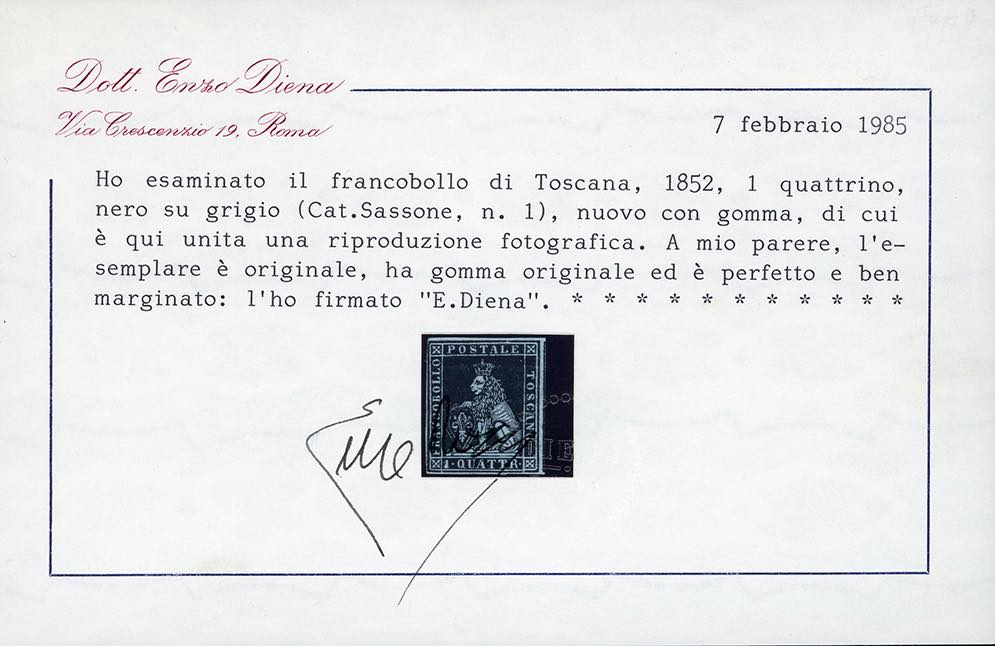 Dott. Enzo Diena
Via Crescenzio 19, Roma
7 febbraio 1985
Ho esaminato il francobollo di Toscana, 1852, 1 quattrino,
nero su grigio (Cat.Sassone, n. 1), nuovo con gomma, di cui
è qui unita una riproduzione fotografica. A mio parere, l'e-
semplare è originale, ha gomma originale ed è perfetto e ben
marginato: l'ho firmato "E.Diena". * * * * * * * * * * *
FRANCOBOLLO
POSTALE
TOSCANO
1·QUATTR.
DIE